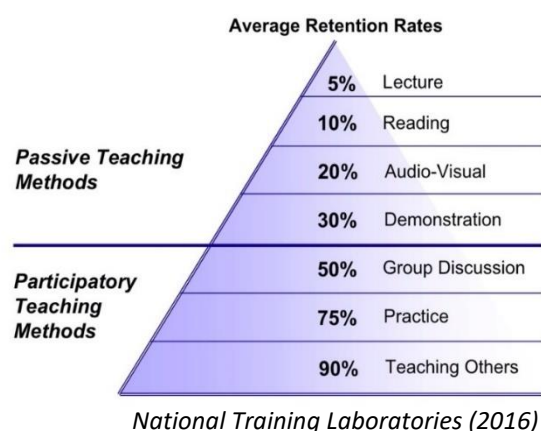 Average Retention Rates
5% Lecture
10% Reading
Passive Teaching
Methods
20% Audio-Visual
30% Demonstration
50% Group Discussion
Participatory
Teaching
Methods
75% Practice
90% Teaching Others
National Training Laboratories (2016)